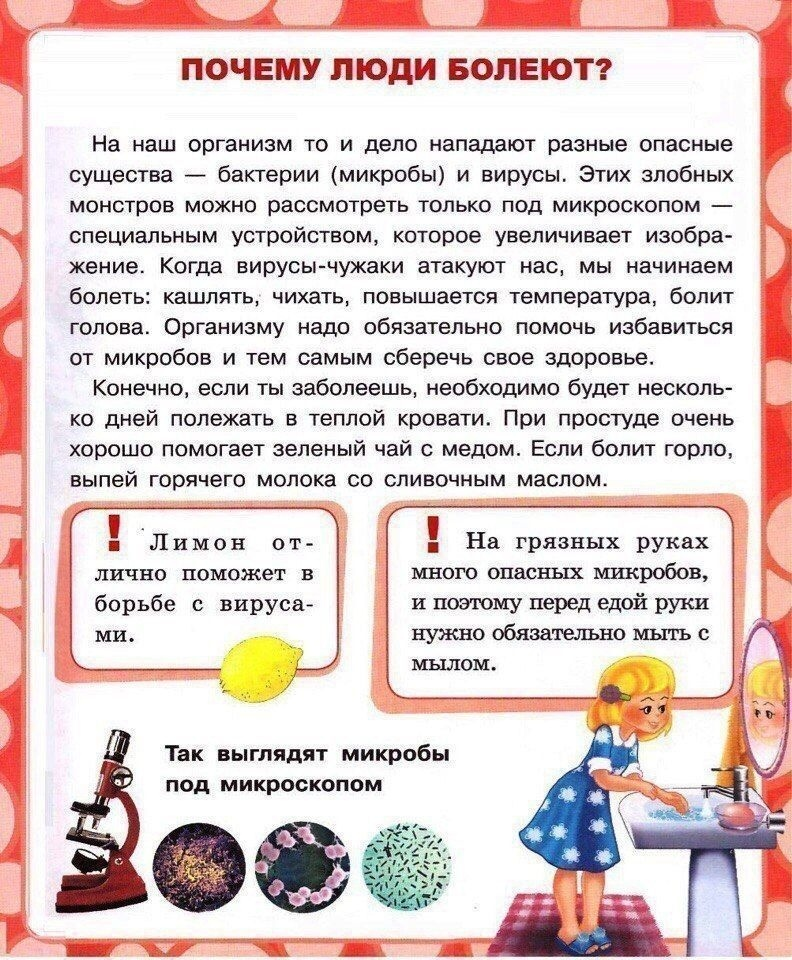 ПОЧЕМУ ЛЮДИ БОЛЕЮТ?
На наш организм то и дело нападают разные опасные
существа — бактерии (микробы) и вирусы. Этих злобных
монстров можно рассмотреть только под микроскопом —
специальным устройством, которое увеличивает изобра-
жение. Когда вирусы-чужаки атакуют нас, мы начинаем
болеть: кашлять, чихать, повышается температура, болит
голова. Организму надо обязательно помочь избавиться
от микробов и тем самым сберечь свое здоровье.
Конечно, если ты заболеешь, необходимо будет несколь-
ко дней полежать в теплой кровати. При простуде очень
хорошо помогает зеленый чай с медом. Если болит горло,
выпей горячего молока со сливочным маслом.
! Лимон от-
лично поможет в
борьбе с вируса-
ми.
! На грязных руках
много опасных микробов,
и поэтому перед едой руки
нужно обязательно мыть с
мылом.
Так выглядят микробы
под микроскопом